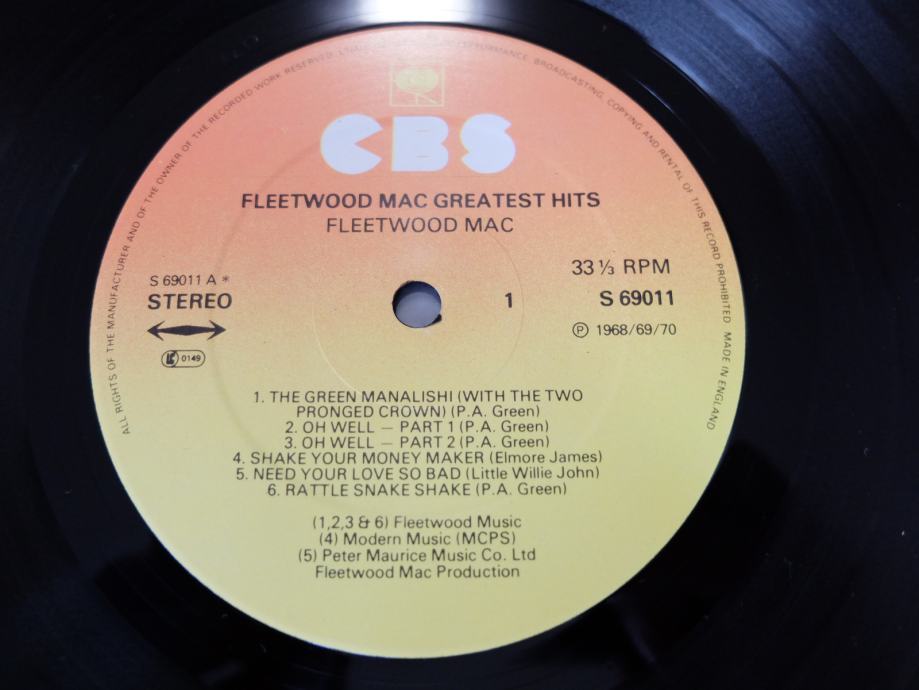 ALL RIGHTS OF THE MANUFACTURER AND OF THE OWNER OF THE RECORDED WORK RESERVED. PERFORMANCE, BROADCASTING, COPYING AND RENTAL OF THIS RECORD PROHIBITED. MADE IN ENGLAND
CBS
FLEETWOOD MAC GREATEST HITS
FLEETWOOD MAC
S 69011 A *
STEREO
LC 0149
1
33 ⅓ RPM
S 69011
Ⓟ 1968/69/70
1. THE GREEN MANALISHI (WITH THE TWO
PRONGED CROWN) (P.A. Green)
2. OH WELL — PART 1 (P.A. Green)
3. OH WELL — PART 2 (P.A. Green)
4. SHAKE YOUR MONEY MAKER (Elmore James)
5. NEED YOUR LOVE SO BAD (Little Willie John)
6. RATTLE SNAKE SHAKE (P.A. Green)
(1,2,3 & 6) Fleetwood Music
(4) Modern Music (MCPS)
(5) Peter Maurice Music Co. Ltd
Fleetwood Mac Production